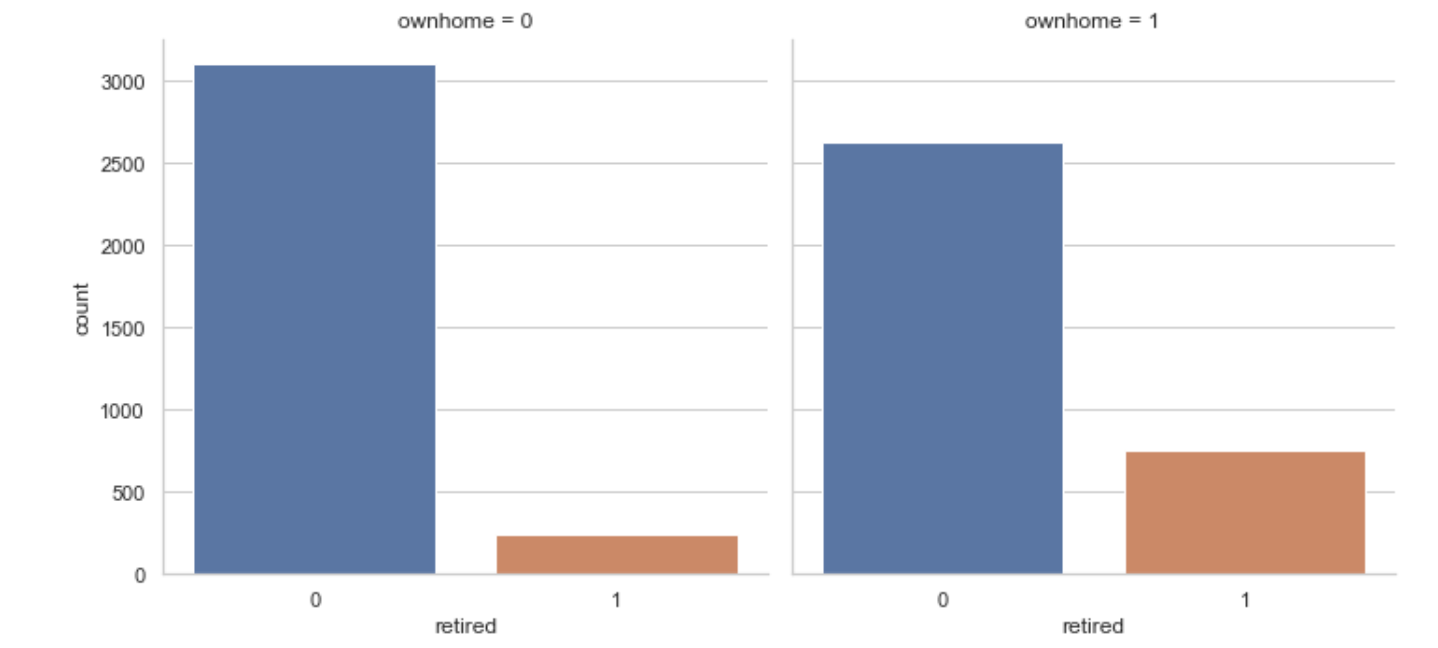 ownhome = 0
ownhome = 1
3000
2500
2000
1500
1000
500
0
count
0
1
retired
0
1
retired